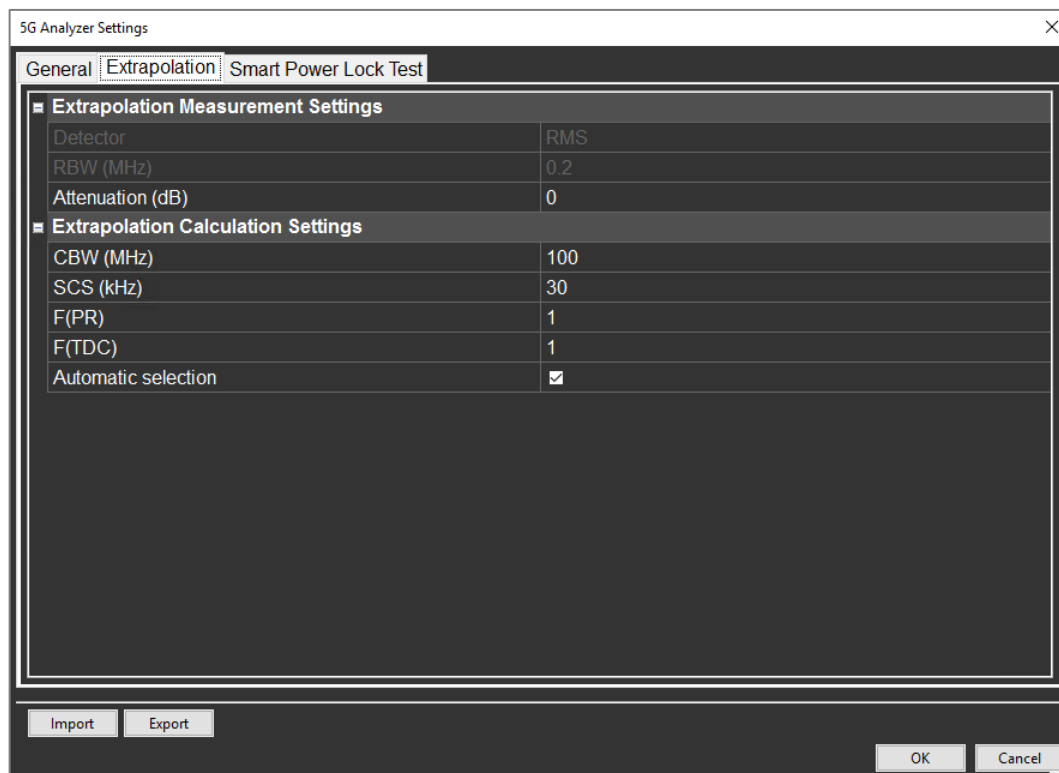 5G Analyzer Settings
General Extrapolation Smart Power Lock Test
Extrapolation Measurement Settings
Detector RMS
RBW (MHz) 0.2
Attenuation (dB) 0
Extrapolation Calculation Settings
CBW (MHz) 100
SCS (kHz) 30
F(PR) 1
F(TDC) 1
Automatic selection
Import Export
OK Cancel